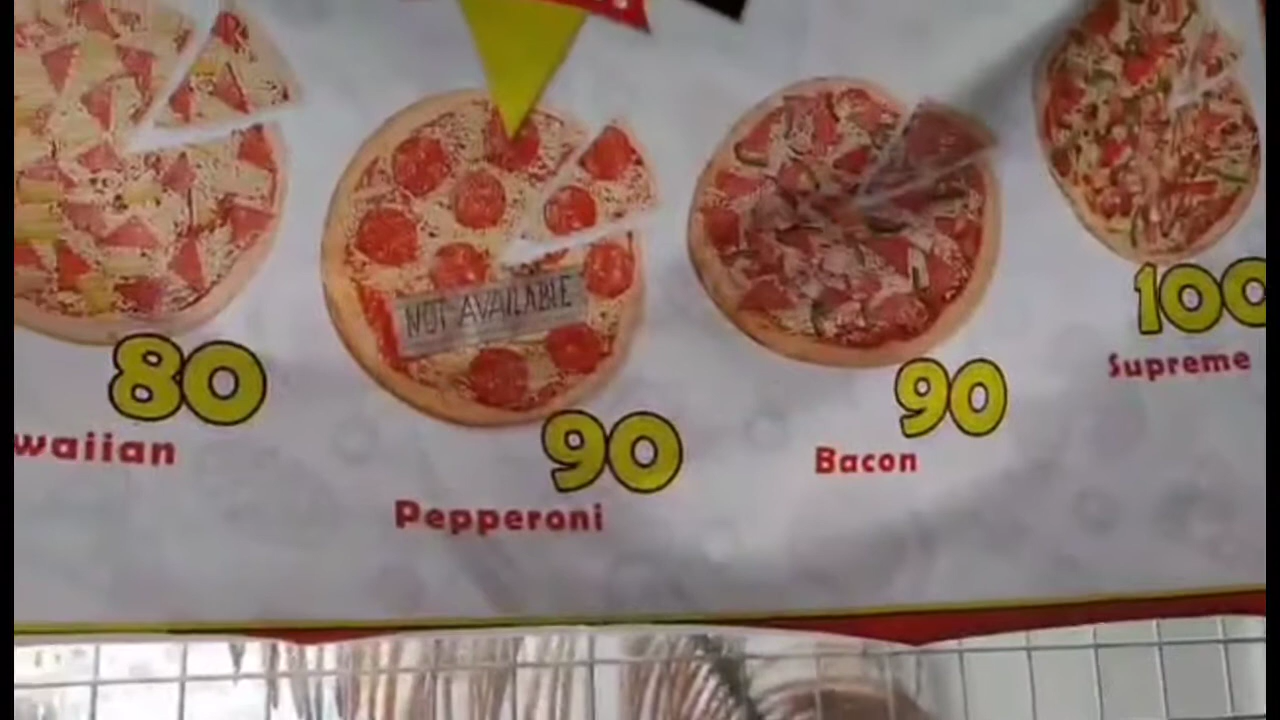 80
waiian
NOT AVAILABLE
90
Pepperoni
90
Bacon
100
Supreme